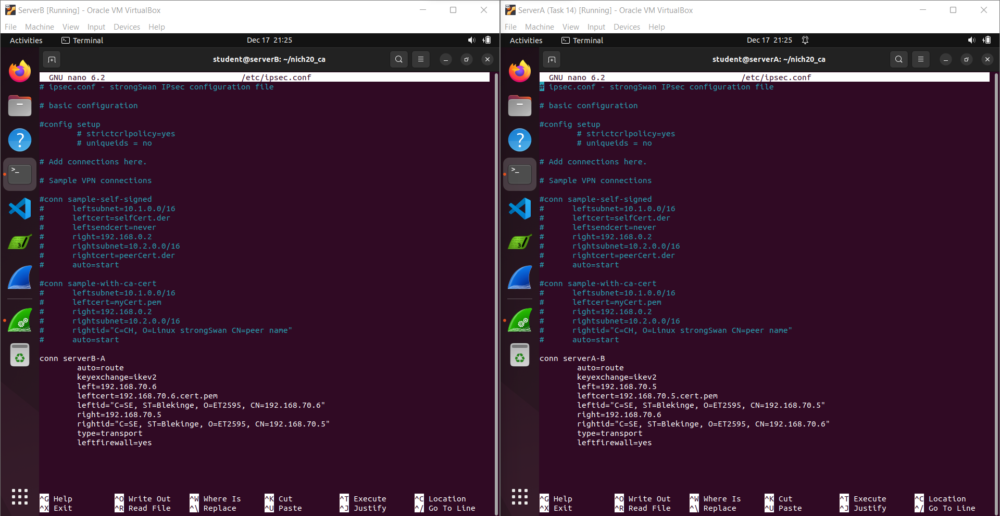 ServerB [Running] - Oracle VM VirtualBox
File Machine View Input Devices Help
Activities Terminal Dec 17 21:25
student@serverB: ~/nich20_ca
GNU nano 6.2 /etc/ipsec.conf
# ipsec.conf - strongSwan IPsec configuration file
# basic configuration
#config setup
# strictcrlpolicy=yes
# uniqueids = no
# Add connections here.
# Sample VPN connections
#conn sample-self-signed
# leftsubnet=10.1.0.0/16
# leftcert=selfCert.der
# leftsendcert=never
# right=192.168.0.2
# rightsubnet=10.2.0.0/16
# rightcert=peerCert.der
# auto=start
#conn sample-with-ca-cert
# leftsubnet=10.1.0.0/16
# leftcert=myCert.pem
# right=192.168.0.2
# rightsubnet=10.2.0.0/16
# rightid="C=CH, O=Linux strongSwan CN=peer name"
# auto=start
conn serverB-A
auto=route
keyexchange=ikev2
left=192.168.70.6
leftcert=192.168.70.6.cert.pem
leftid="C=SE, ST=Blekinge, O=ET2595, CN=192.168.70.6"
right=192.168.70.5
rightid="C=SE, ST=Blekinge, O=ET2595, CN=192.168.70.5"
type=transport
leftfirewall=yes
^G Help ^O Write Out ^W Where Is ^K Cut ^T Execute ^C Location
^X Exit ^R Read File ^\ Replace ^U Paste ^J Justify ^/ Go To Line
ServerA (Task 14) [Running] - Oracle VM VirtualBox
File Machine View Input Devices Help
Activities Terminal Dec 17 21:25
student@serverA: ~/nich20_ca
GNU nano 6.2 /etc/ipsec.conf
# ipsec.conf - strongSwan IPsec configuration file
# basic configuration
#config setup
# strictcrlpolicy=yes
# uniqueids = no
# Add connections here.
# Sample VPN connections
#conn sample-self-signed
# leftsubnet=10.1.0.0/16
# leftcert=selfCert.der
# leftsendcert=never
# right=192.168.0.2
# rightsubnet=10.2.0.0/16
# rightcert=peerCert.der
# auto=start
#conn sample-with-ca-cert
# leftsubnet=10.1.0.0/16
# leftcert=myCert.pem
# right=192.168.0.2
# rightsubnet=10.2.0.0/16
# rightid="C=CH, O=Linux strongSwan CN=peer name"
# auto=start
conn serverA-B
auto=route
keyexchange=ikev2
left=192.168.70.5
leftcert=192.168.70.5.cert.pem
leftid="C=SE, ST=Blekinge, O=ET2595, CN=192.168.70.5"
right=192.168.70.6
rightid="C=SE, ST=Blekinge, O=ET2595, CN=192.168.70.6"
type=transport
leftfirewall=yes
^G Help ^O Write Out ^W Where Is ^K Cut ^T Execute ^C Location
^X Exit ^R Read File ^\ Replace ^U Paste ^J Justify ^/ Go To Line